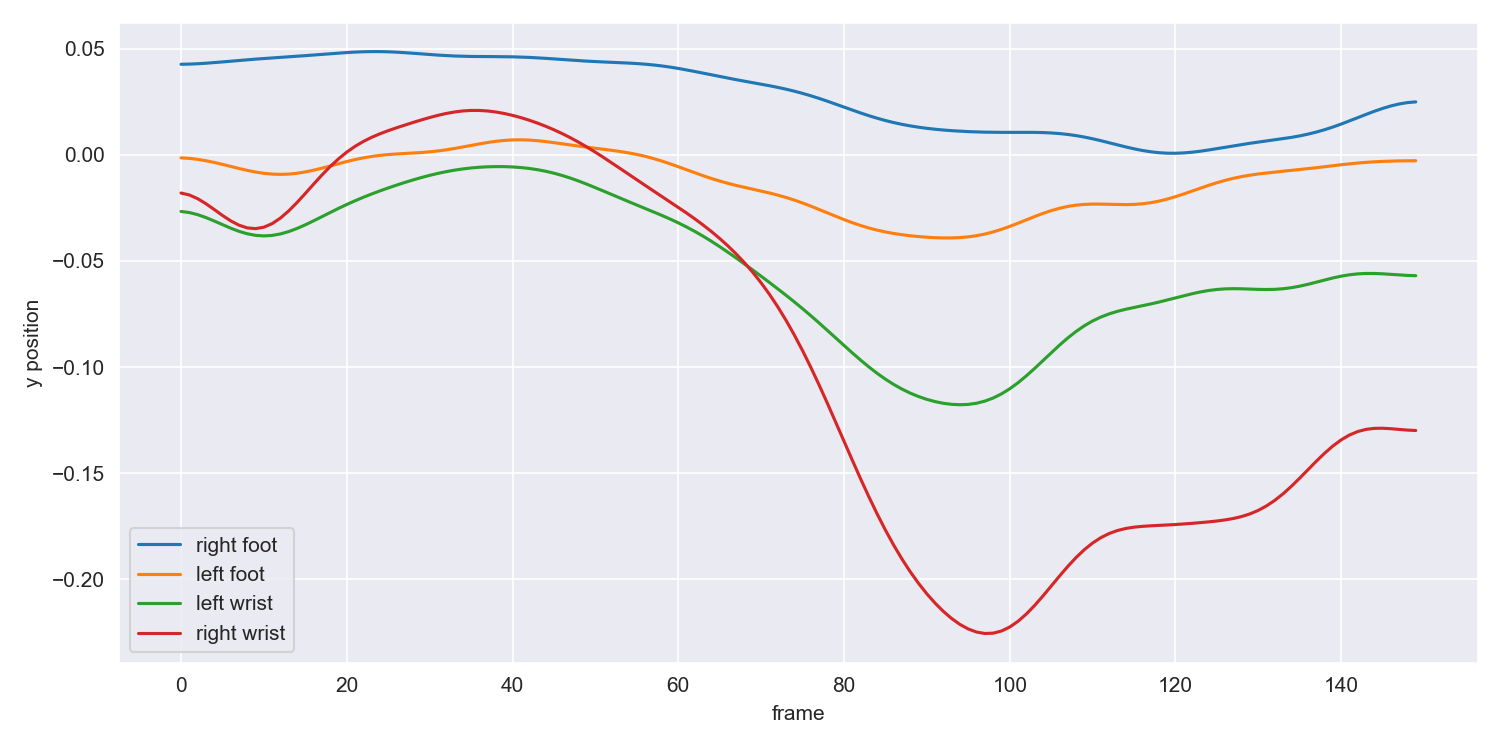 0.05
0.00
−0.05
−0.10
−0.15
−0.20
y position
right foot
left foot
left wrist
right wrist
0 20 40 60 80 100 120 140
frame